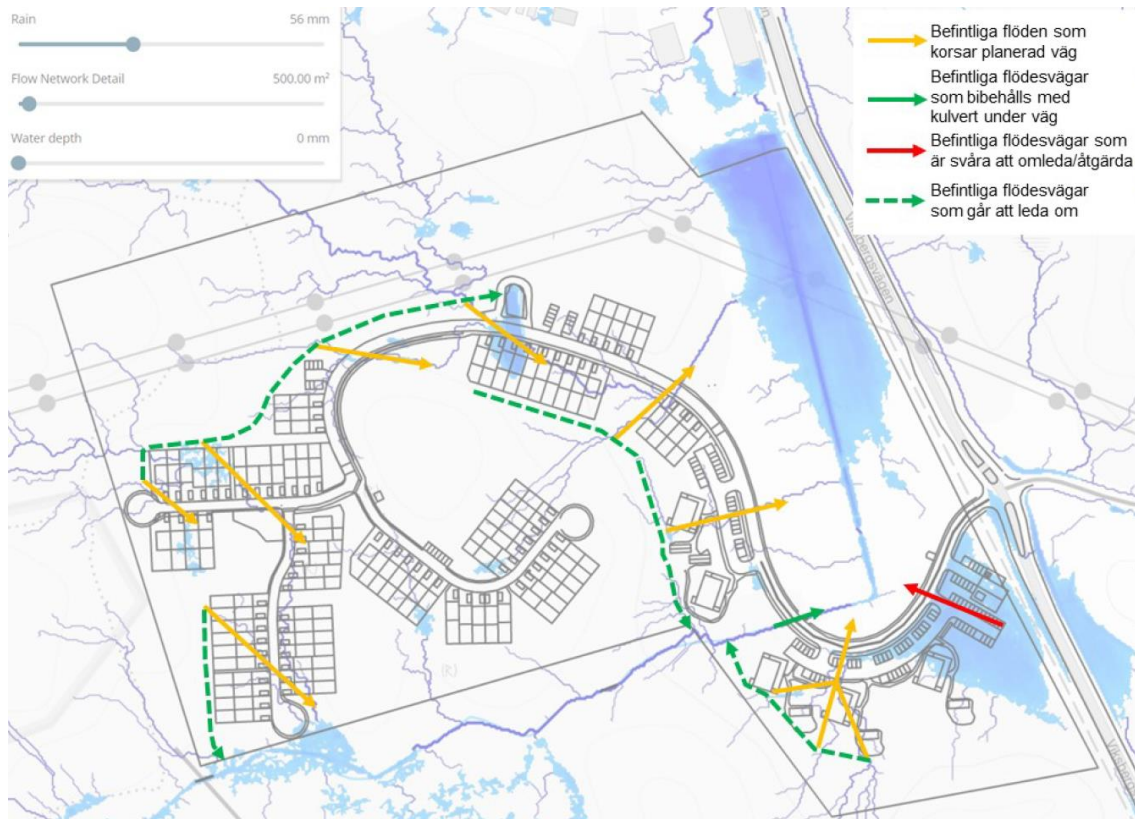 Rain 56 mm
Flow Network Detail 500.00 m²
Water depth 0 mm
Befintliga flöden som
korsar planerad väg
Befintliga flödesvägar
som bibehålls med
kulvert under väg
Befintliga flödesvägar som
är svåra att omleda/åtgärda
Befintliga flödesvägar
som går att leda om
Viksbergsvägen
(R)
Viksbergs